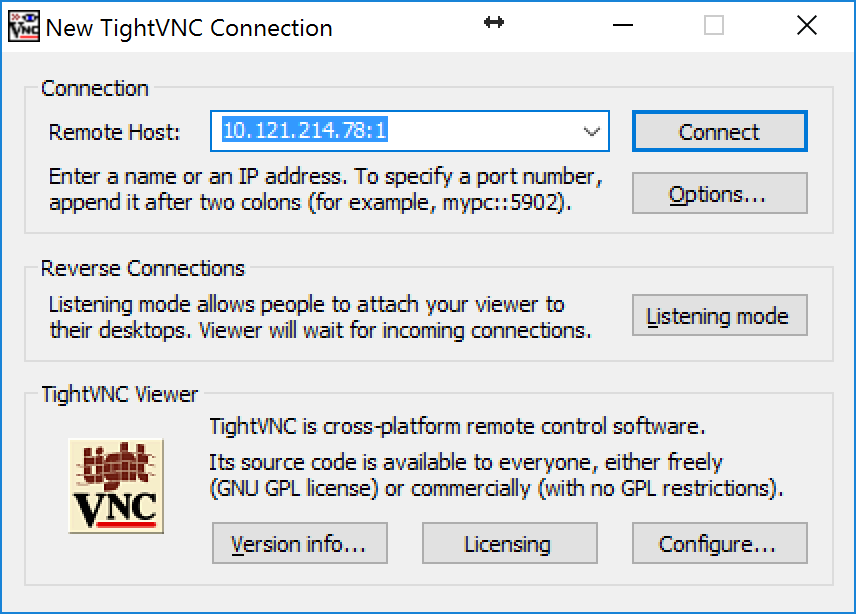 New TightVNC Connection
Connection
Remote Host: 10.121.214.78:1 Connect
Enter a name or an IP address. To specify a port number,
append it after two colons (for example, mypc::5902).
Options...
Reverse Connections
Listening mode allows people to attach your viewer to
their desktops. Viewer will wait for incoming connections.
Listening mode
TightVNC Viewer
tight
VNC
TightVNC is cross-platform remote control software.
Its source code is available to everyone, either freely
(GNU GPL license) or commercially (with no GPL restrictions).
Version info... Licensing Configure...